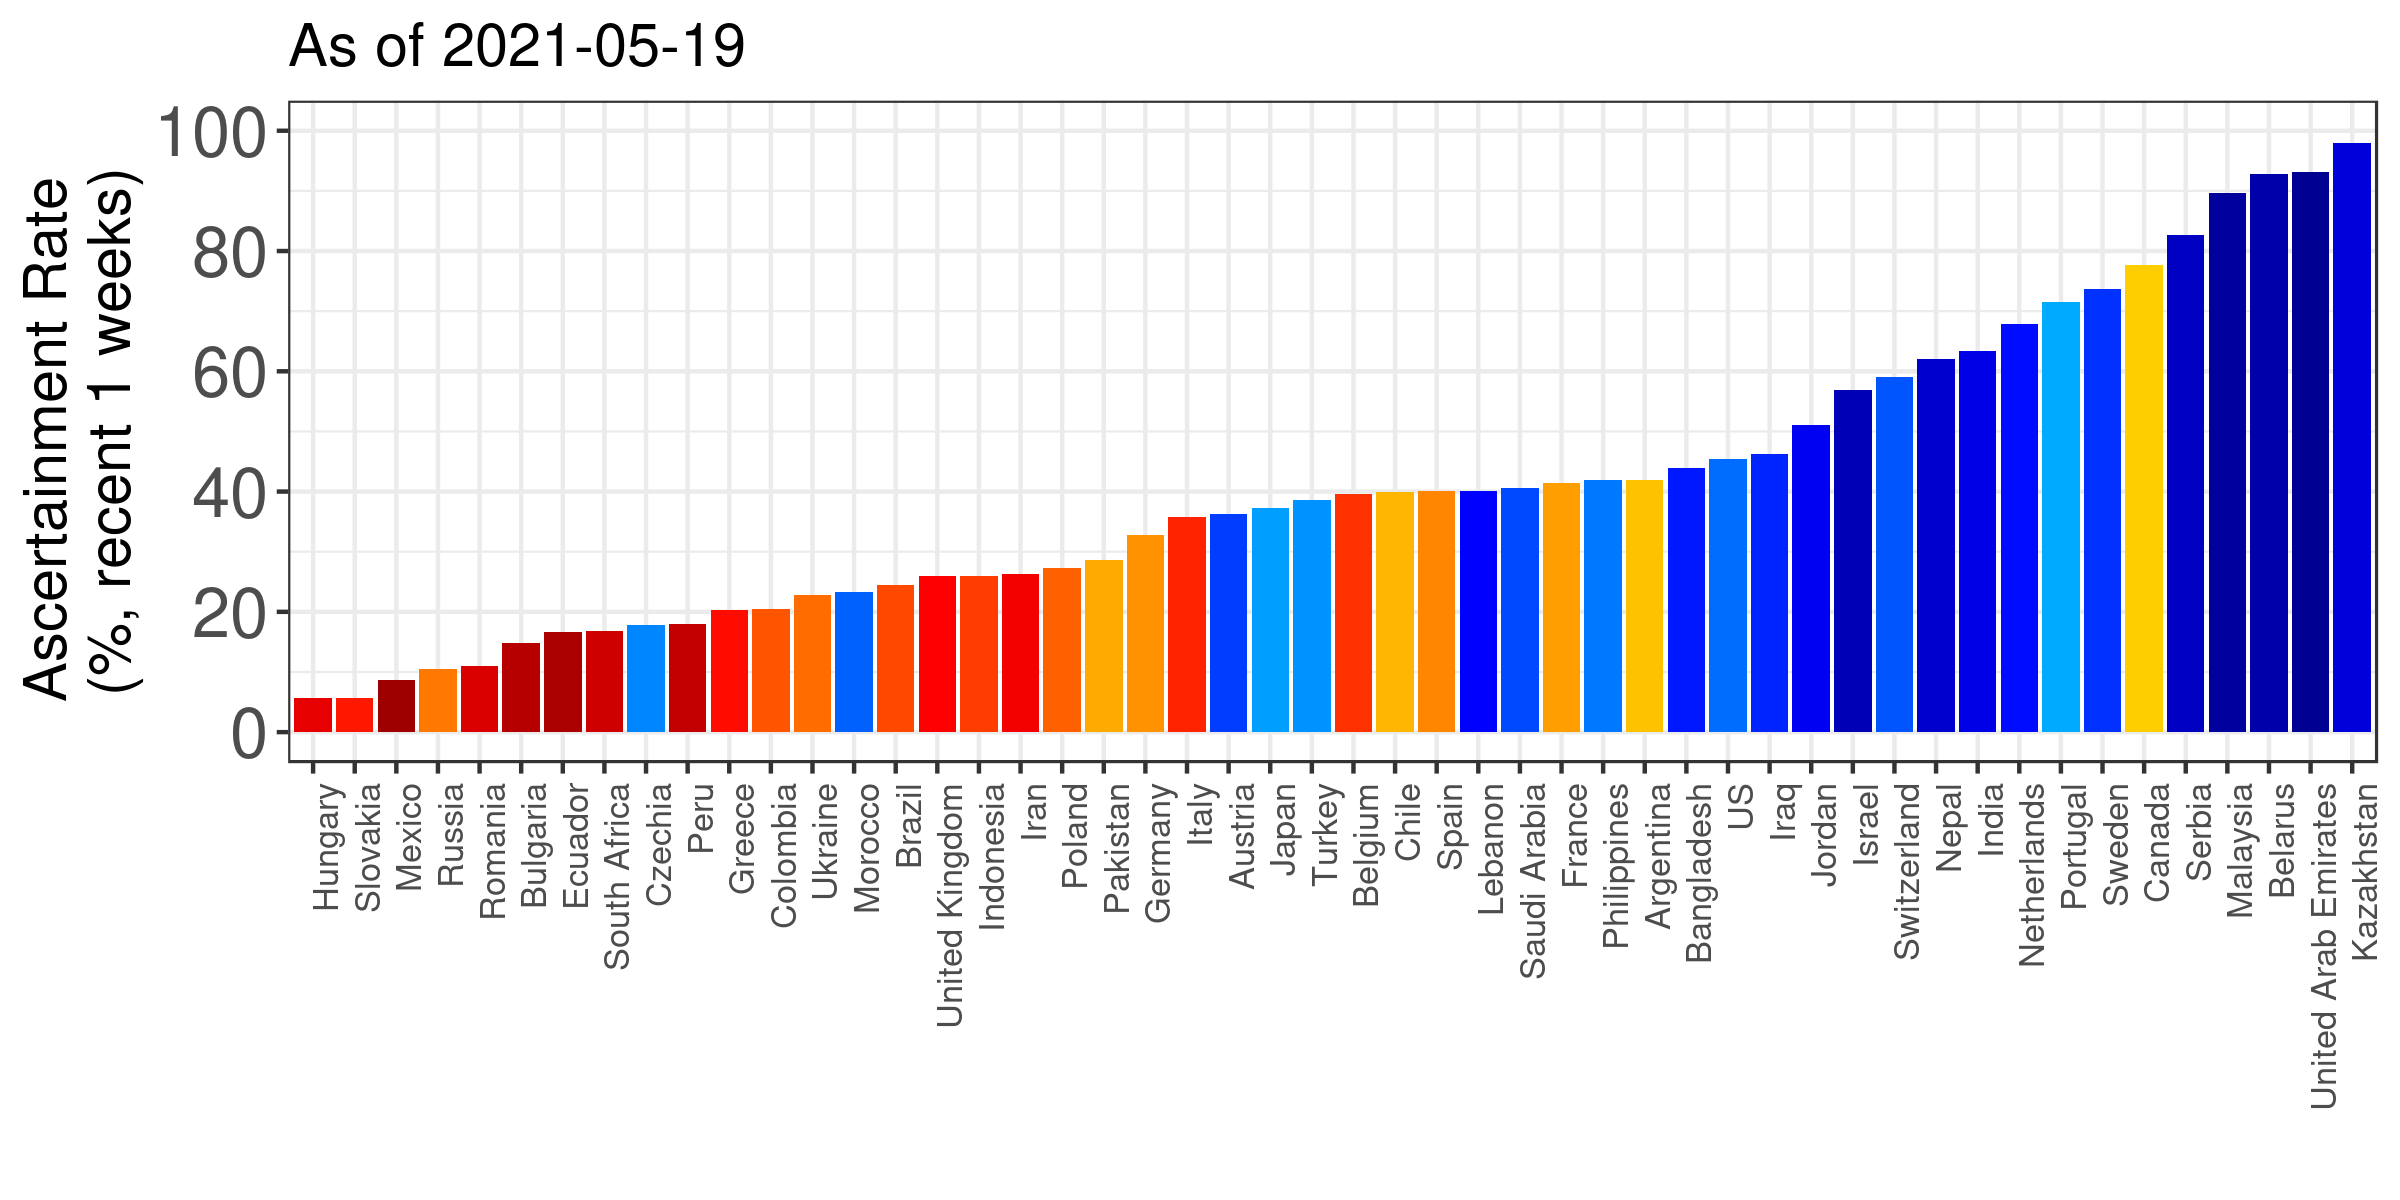 As of 2021-05-19
Ascertainment Rate
(%, recent 1 weeks)
100
80
60
40
20
0
Hungary
Slovakia
Mexico
Russia
Romania
Bulgaria
Ecuador
South Africa
Czechia
Peru
Greece
Colombia
Ukraine
Morocco
Brazil
United Kingdom
Indonesia
Iran
Poland
Pakistan
Germany
Italy
Austria
Japan
Turkey
Belgium
Chile
Spain
Lebanon
Saudi Arabia
France
Philippines
Argentina
Bangladesh
US
Iraq
Jordan
Israel
Switzerland
Nepal
India
Netherlands
Portugal
Sweden
Canada
Serbia
Malaysia
Belarus
United Arab Emirates
Kazakhstan